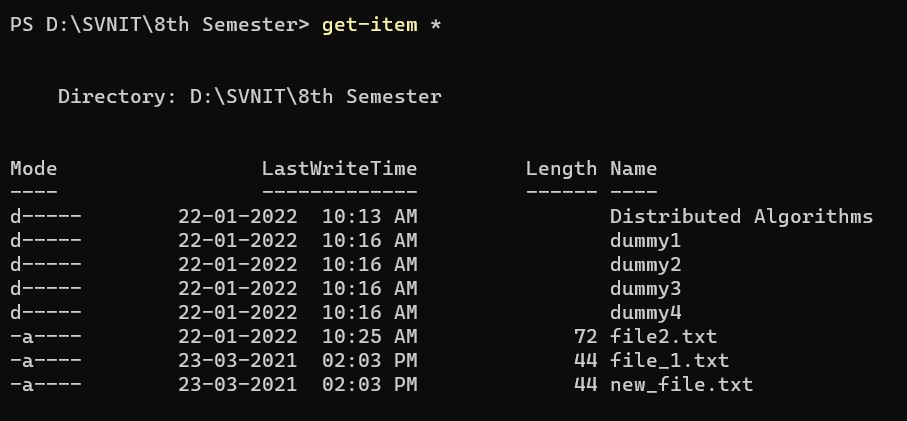 PS D:\SVNIT\8th Semester> get-item *
Directory: D:\SVNIT\8th Semester
Mode                 LastWriteTime         Length Name
----                 -------------         ------ ----
d-----        22-01-2022  10:13 AM                Distributed Algorithms
d-----        22-01-2022  10:16 AM                dummy1
d-----        22-01-2022  10:16 AM                dummy2
d-----        22-01-2022  10:16 AM                dummy3
d-----        22-01-2022  10:16 AM                dummy4
-a----        22-01-2022  10:25 AM             72 file2.txt
-a----        23-03-2021  02:03 PM             44 file_1.txt
-a----        23-03-2021  02:03 PM             44 new_file.txt